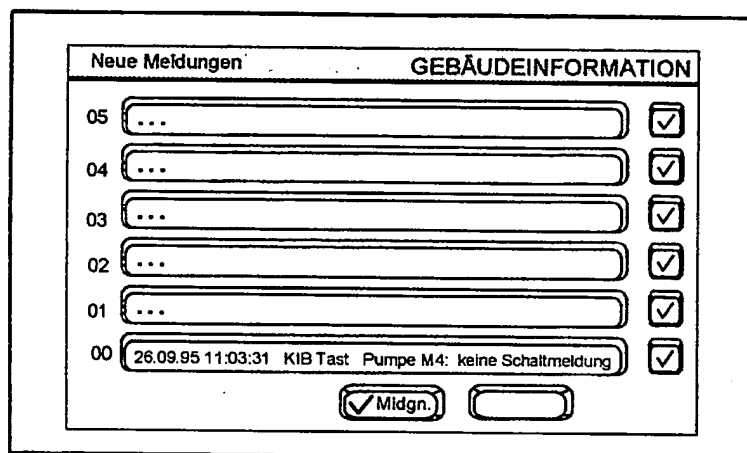 Neue Meldungen GEBÄUDEINFORMATION
05 ...
04 ...
03 ...
02 ...
01 ...
00 26.09.95 11:03:31 KIB Tast Pumpe M4: keine Schaltmeldung
Mldgn.